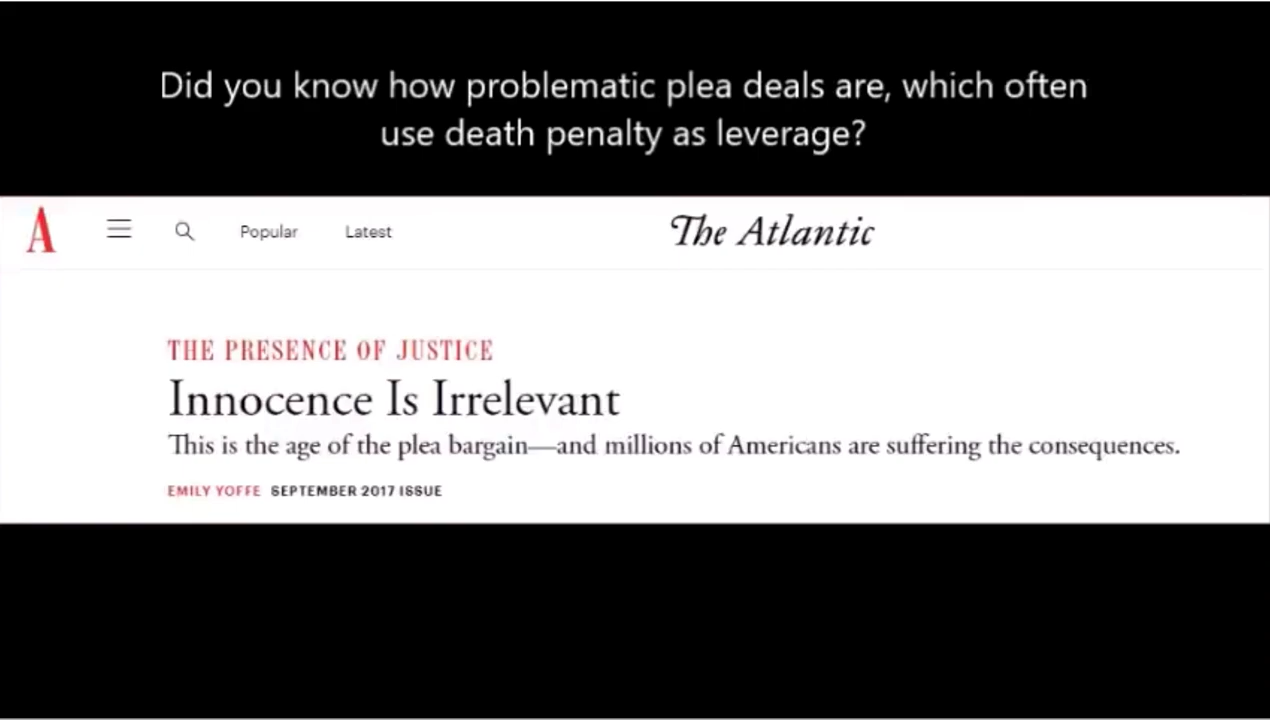 Did you know how problematic plea deals are, which often
use death penalty as leverage?
A
Popular Latest
The Atlantic
THE PRESENCE OF JUSTICE
Innocence Is Irrelevant
This is the age of the plea bargain—and millions of Americans are suffering the consequences.
EMILY YOFFE SEPTEMBER 2017 ISSUE